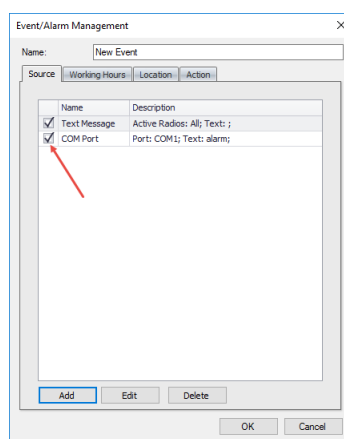 Event/Alarm Management
Name: New Event
Source Working Hours Location Action
Name Description
Text Message Active Radios: All; Text: ;
COM Port Port: COM1; Text: alarm;
Add Edit Delete
OK Cancel